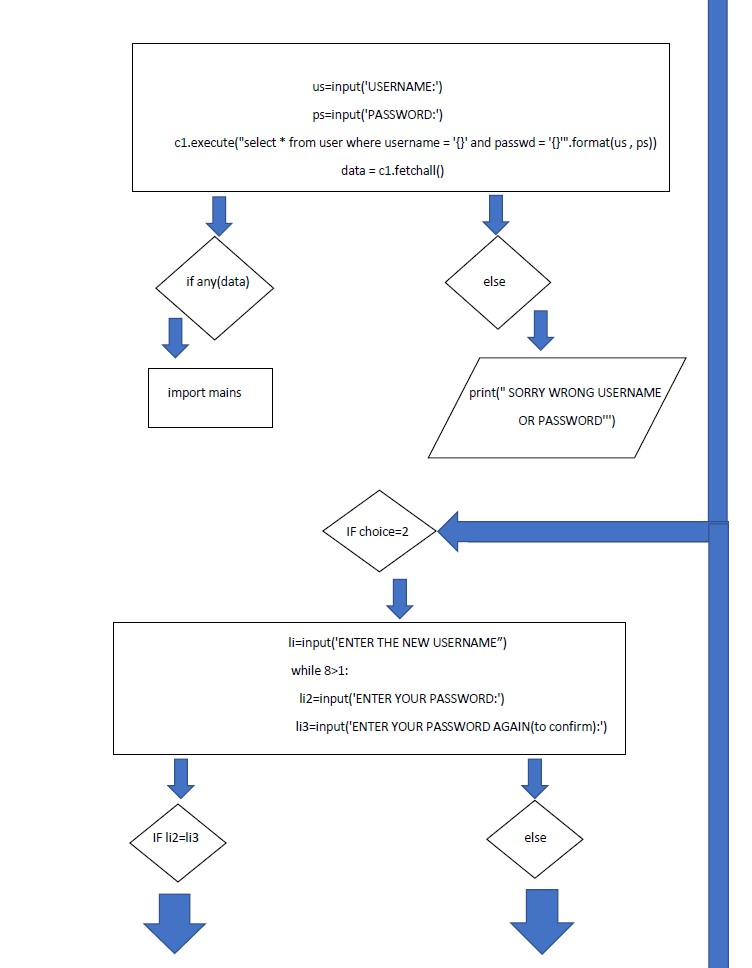 us=input('USERNAME:')
ps=input('PASSWORD:')
c1.execute("select * from user where username = '{}' and passwd = '{}'".format(us , ps))
data = c1.fetchall()
if any(data)
else
import mains
print(" SORRY WRONG USERNAME
OR PASSWORD"')
IF choice=2
li=input('ENTER THE NEW USERNAME”)
while 8>1:
li2=input('ENTER YOUR PASSWORD:')
li3=input('ENTER YOUR PASSWORD AGAIN(to confirm):')
IF li2=li3
else